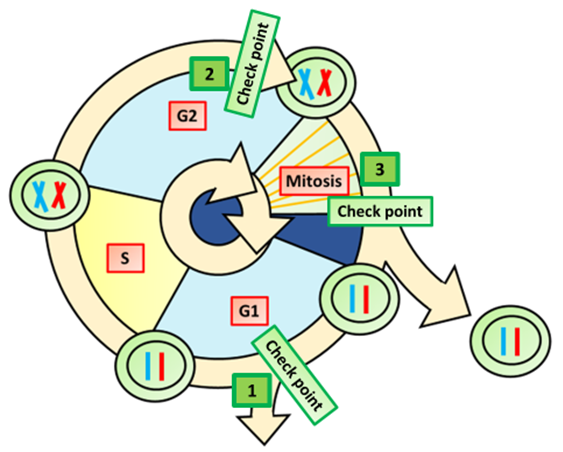 Check point
2
G2
3
Mitosis
Check point
S
G1
Check point
1